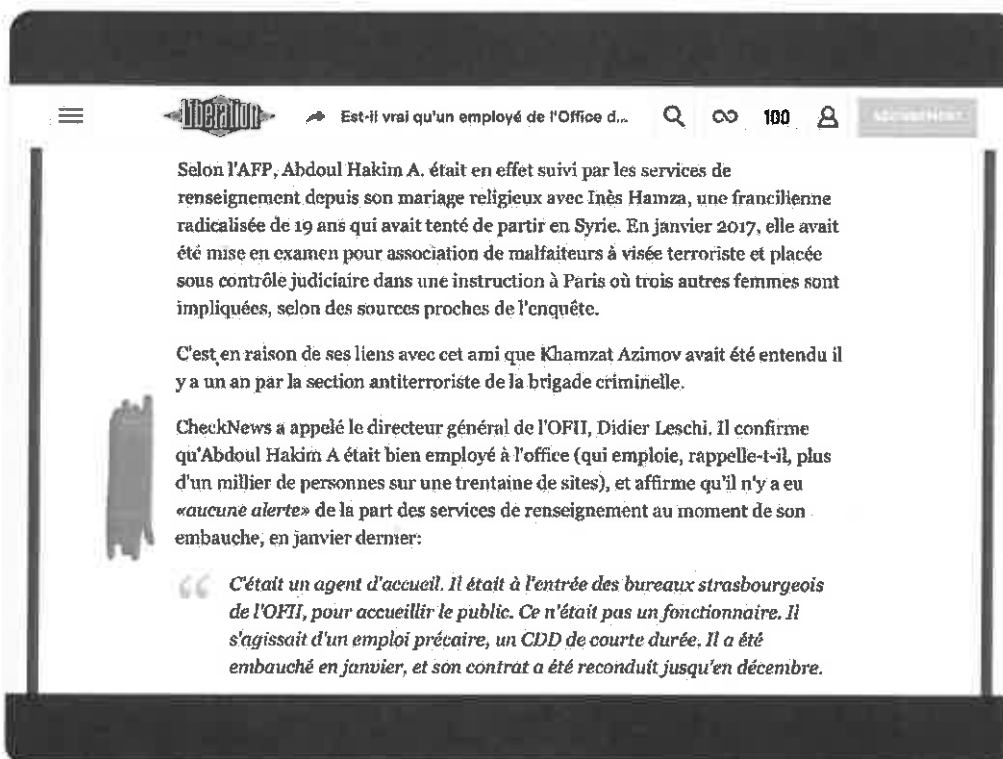 libération
Est-il vrai qu'un employé de l'Office d...
100
ABONNEMENT
Selon l'AFP, Abdoul Hakim A. était en effet suivi par les services de
renseignement depuis son mariage religieux avec Inès Hamza, une francilienne
radicalisée de 19 ans qui avait tenté de partir en Syrie. En janvier 2017, elle avait
été mise en examen pour association de malfaiteurs à visée terroriste et placée
sous contrôle judiciaire dans une instruction à Paris où trois autres femmes sont
impliquées, selon des sources proches de l'enquête.
C'est en raison de ses liens avec cet ami que Khamzat Azimov avait été entendu il
y a un an par la section antiterroriste de la brigade criminelle.
CheckNews a appelé le directeur général de l'OFII, Didier Leschi. Il confirme
qu'Abdoul Hakim A était bien employé à l'office (qui emploie, rappelle-t-il, plus
d'un millier de personnes sur une trentaine de sites), et affirme qu'il n'y a eu
«aucune alerte» de la part des services de renseignement au moment de son
embauche, en janvier dernier:
“ C'était un agent d'accueil. Il était à l'entrée des bureaux strasbourgeois
de l'OFII, pour accueillir le public. Ce n'était pas un fonctionnaire. Il
s'agissait d'un emploi précaire, un CDD de courte durée. Il a été
embauché en janvier, et son contrat a été reconduit jusqu'en décembre.